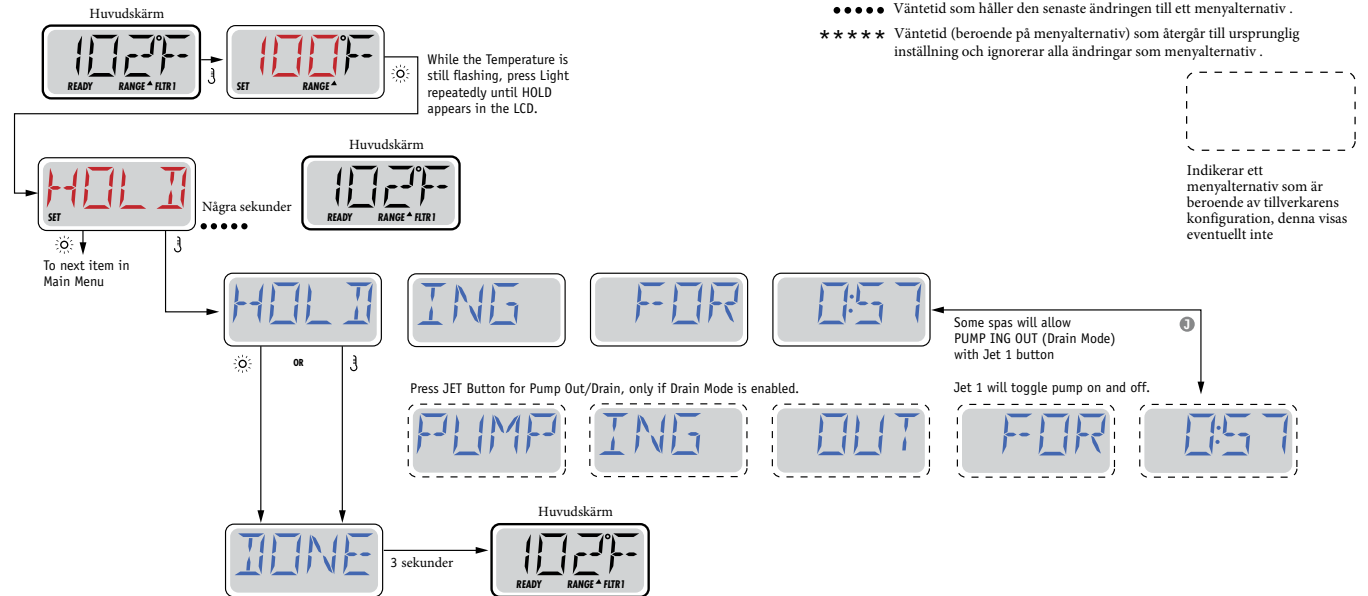 ••••• Väntetid som håller den senaste ändringen till ett menyalternativ .
***** Väntetid (beroende på menyalternativ) som återgår till ursprunglig
inställning och ignorerar alla ändringar som menyalternativ .
Indikerar ett
menyalternativ som är
beroende av tillverkarens
konfiguration, denna visas
eventuellt inte
Huvudskärm
102°F
READY RANGE FLTR1
100°F
SET RANGE
While the Temperature is
still flashing, press Light
repeatedly until HOLD
appears in the LCD.
HOLD
SET
Några sekunder
•••••
Huvudskärm
102°F
READY RANGE FLTR1
To next item in
Main Menu
HOLD ING FOR 0:57
OR
Some spas will allow
PUMP ING OUT (Drain Mode)
with Jet 1 button
J
Press JET Button for Pump Out/Drain, only if Drain Mode is enabled.
Jet 1 will toggle pump on and off.
PUMP ING OUT FOR 0:57
DONE
3 sekunder
Huvudskärm
102°F
READY RANGE FLTR1